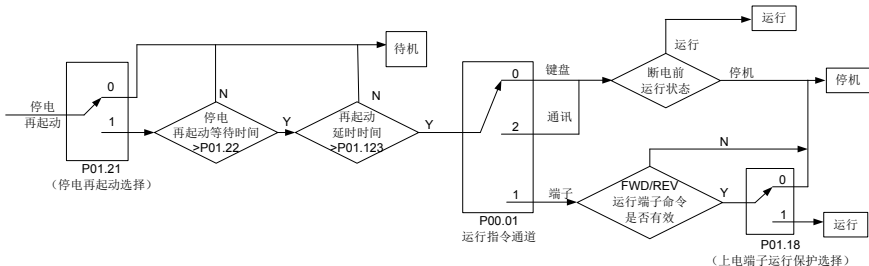 停电
再起动
0
1
P01.21
（停电再起动选择）
N
停电
再起动等待时间
>P01.22
Y
N
再起动
延时时间
>P01.123
Y
待机
0
2
1
P00.01
运行指令通道
键盘
通讯
端子
断电前
运行状态
运行
运行
停机
停机
N
FWD/REV
运行端子命令
是否有效
Y
0
1
P01.18
（上电端子运行保护选择）
运行